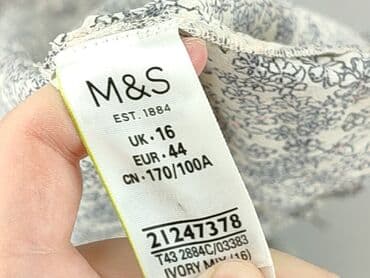 M&S
EST. 1884
UK · 16
EUR · 44
CN · 170/100A
21247378
T43 2884C/03383
IVORY MIX (16)